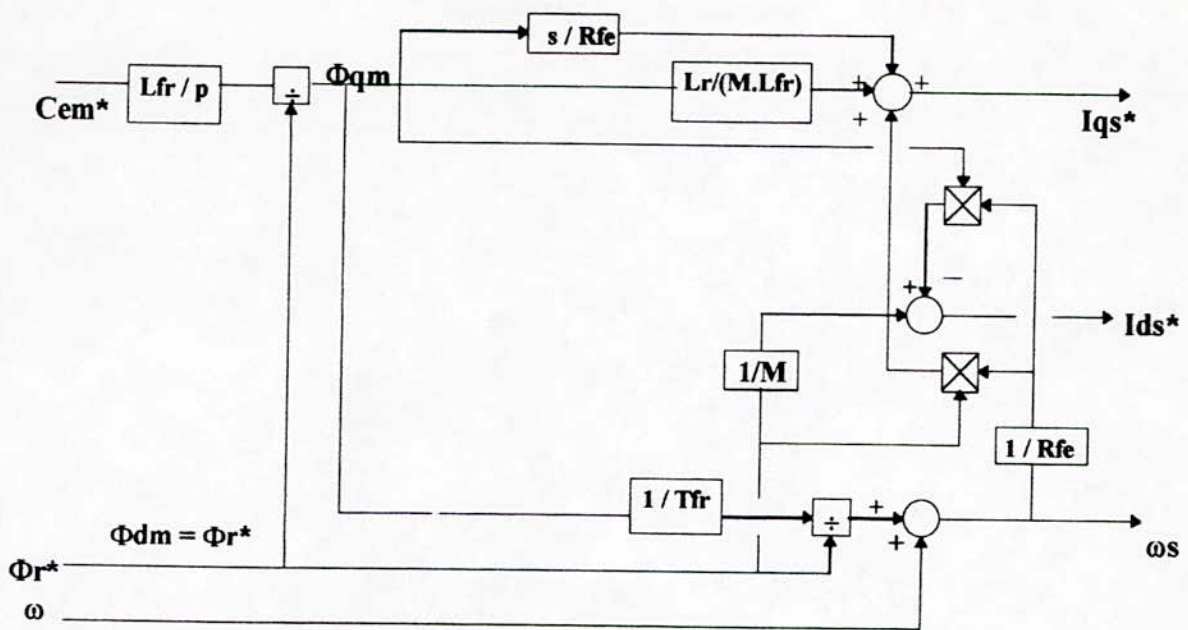 s / Rfe
Φqm
Lfr / p
÷
Lr/(M.Lfr)
+
+
+
Cem*
Iqs*
+
−
Ids*
1/M
1 / Rfe
1 / Tfr
÷
+
+
Φdm = Φr*
ωs
Φr*
ω